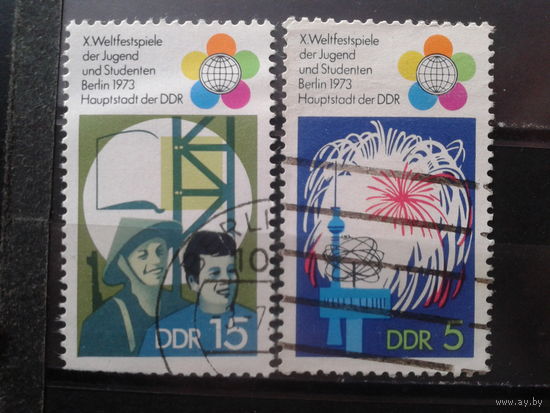 X.Weltfestspiele
der Jugend
und Studenten
Berlin 1973
Hauptstadt der DDR
DDR 15
X.Weltfestspiele
der Jugend
und Studenten
Berlin 1973
Hauptstadt der DDR
DDR 5
www.ay.by